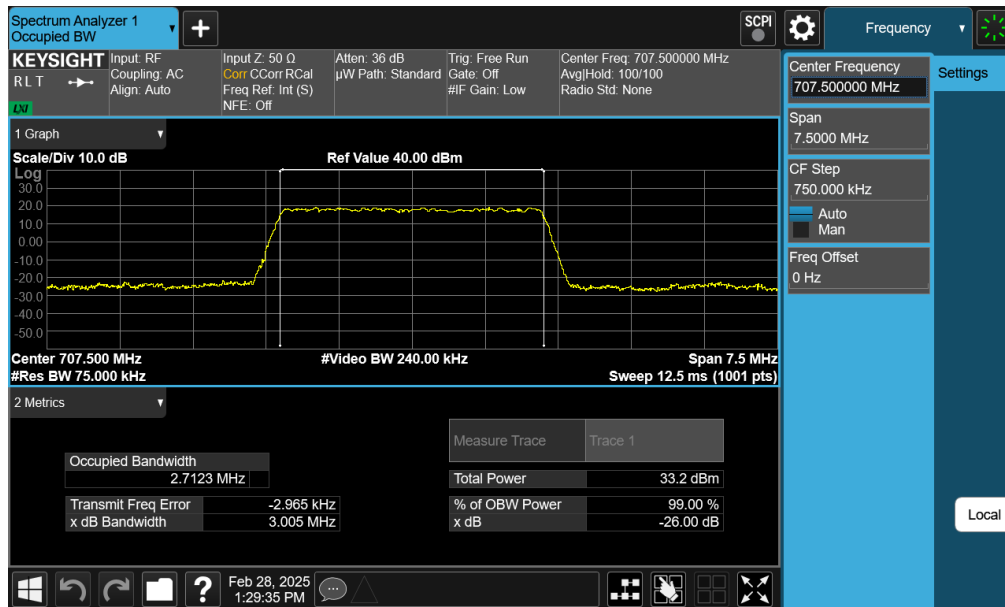 Spectrum Analyzer 1
Occupied BW
+
SCPI
Frequency
KEYSIGHT
R L T
LXI
Input: RF
Coupling: AC
Align: Auto
Input Z: 50 Ω
Corr CCorr RCal
Freq Ref: Int (S)
NFE: Off
Atten: 36 dB
µW Path: Standard
Trig: Free Run
Gate: Off
#IF Gain: Low
Center Freq: 707.500000 MHz
Avg|Hold: 100/100
Radio Std: None
Center Frequency
707.500000 MHz
Settings
Span
7.5000 MHz
CF Step
750.000 kHz
Auto
Man
Freq Offset
0 Hz
Local
1 Graph
Scale/Div 10.0 dB
Ref Value 40.00 dBm
Log
30.0
20.0
10.0
0.00
-10.0
-20.0
-30.0
-40.0
-50.0
Center 707.500 MHz
#Video BW 240.00 kHz
Span 7.5 MHz
#Res BW 75.000 kHz
Sweep 12.5 ms (1001 pts)
2 Metrics
Measure Trace Trace 1
Occupied Bandwidth
2.7123 MHz
Total Power 33.2 dBm
Transmit Freq Error -2.965 kHz
% of OBW Power 99.00 %
x dB Bandwidth 3.005 MHz
x dB -26.00 dB
?
Feb 28, 2025
1:29:35 PM